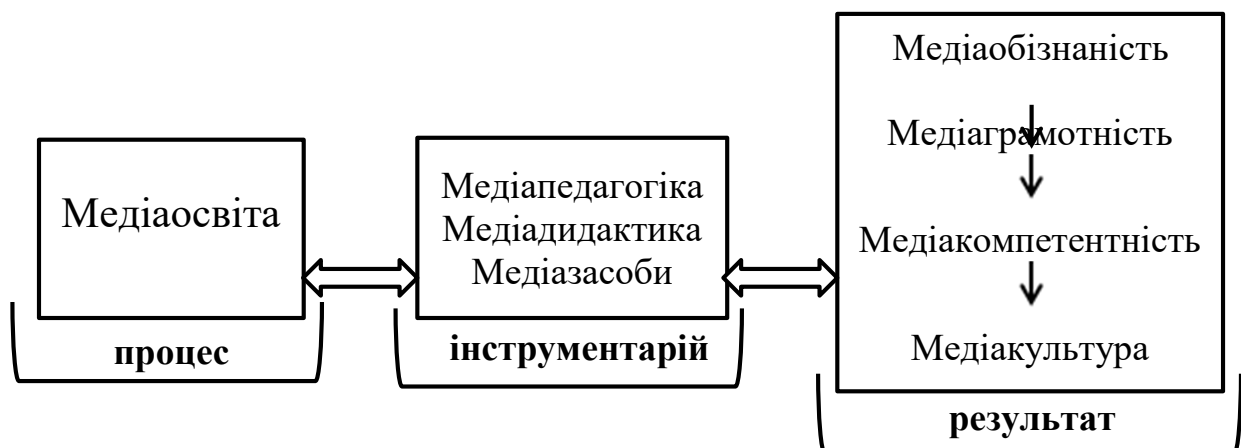 Медіаосвіта
процес
Медіапедагогіка
Медіадидактика
Медіазасоби
інструментарій
Медіаобізнаність
Медіаграмотність
Медіакомпетентність
Медіакультура
результат